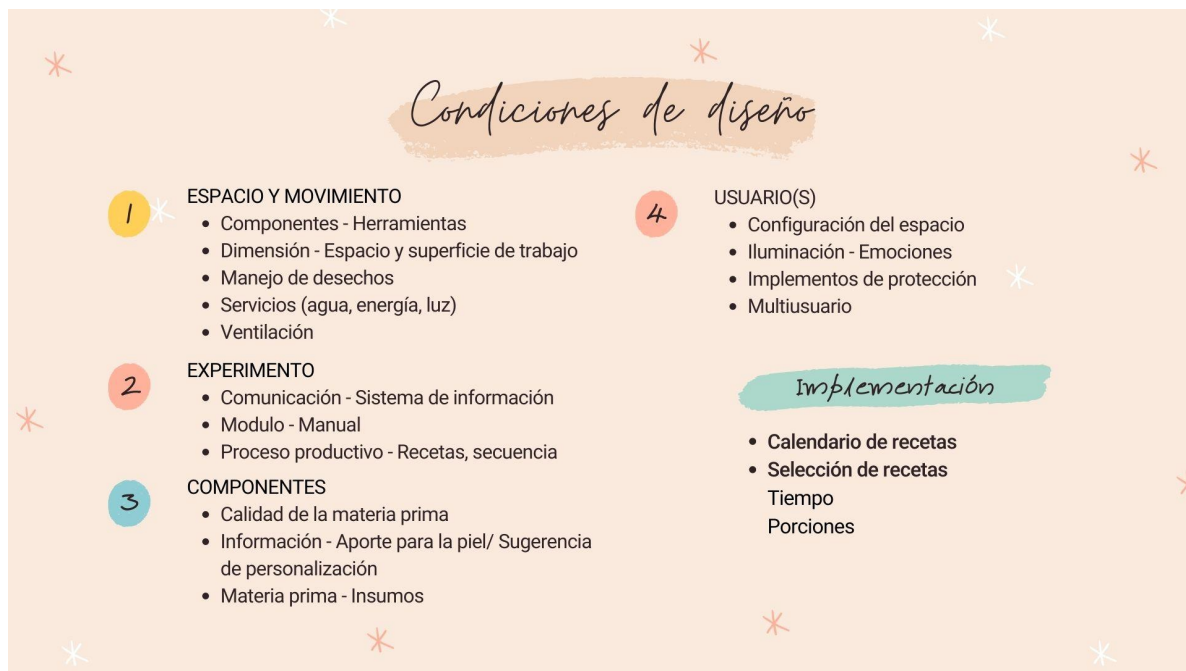 Condiciones de diseño
1
ESPACIO Y MOVIMIENTO
• Componentes - Herramientas
• Dimensión - Espacio y superficie de trabajo
• Manejo de desechos
• Servicios (agua, energía, luz)
• Ventilación
2
EXPERIMENTO
• Comunicación - Sistema de información
• Modulo - Manual
• Proceso productivo - Recetas, secuencia
3
COMPONENTES
• Calidad de la materia prima
• Información - Aporte para la piel/ Sugerencia
de personalización
• Materia prima - Insumos
4
USUARIO(S)
• Configuración del espacio
• Iluminación - Emociones
• Implementos de protección
• Multiusuario
Implementación
• Calendario de recetas
• Selección de recetas
Tiempo
Porciones